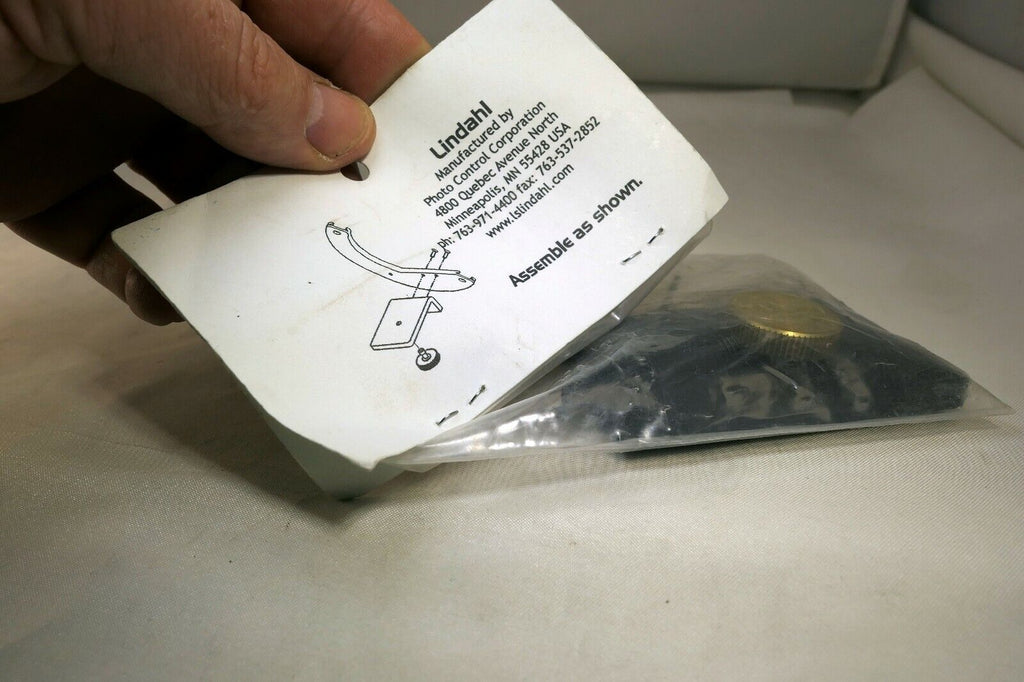 Lindahl
Manufactured by
Photo Control Corporation
4800 Quebec Avenue North
Minneapolis, MN 55428 USA
ph: 763-971-4400 fax: 763-537-2852
www.lslindahl.com
Assemble as shown.